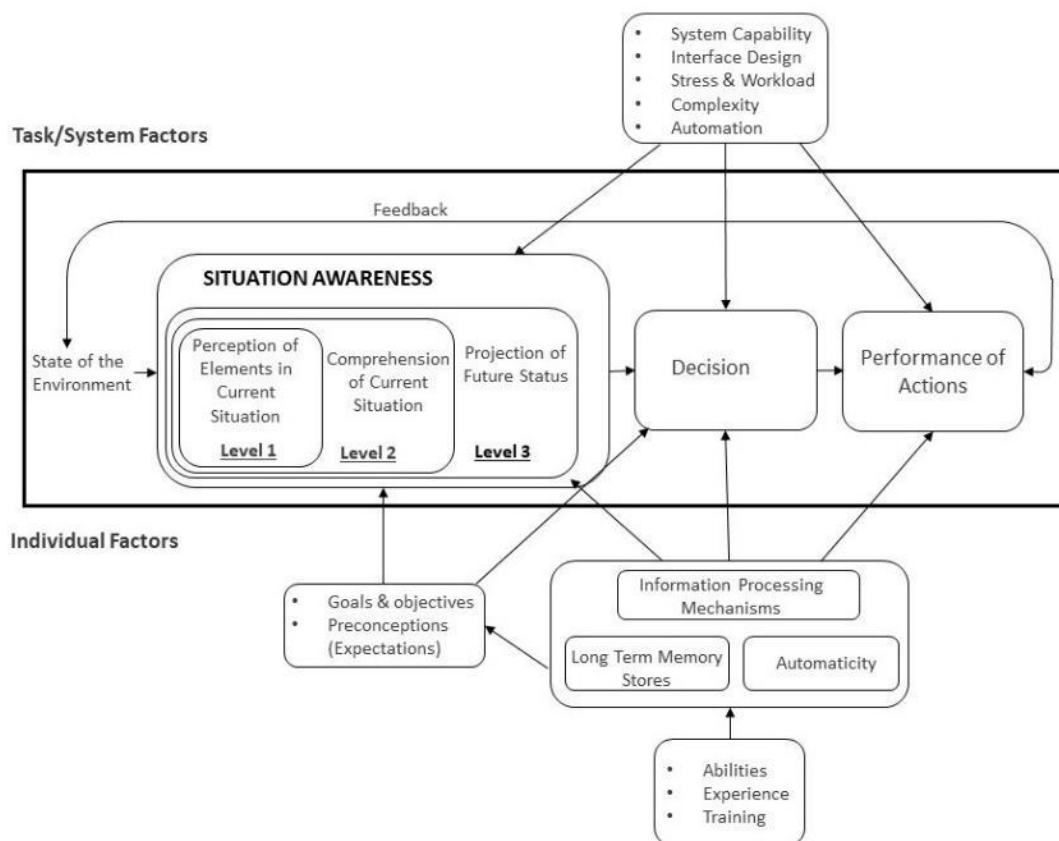 • System Capability
• Interface Design
• Stress & Workload
• Complexity
• Automation
Task/System Factors
Feedback
SITUATION AWARENESS
State of the
Environment
Perception of
Elements in
Current
Situation
Level 1
Comprehension
of Current
Situation
Level 2
Projection of
Future Status
Level 3
Decision
Performance of
Actions
Individual Factors
• Goals & objectives
• Preconceptions
(Expectations)
Information Processing
Mechanisms
Long Term Memory
Stores
Automaticity
• Abilities
• Experience
• Training